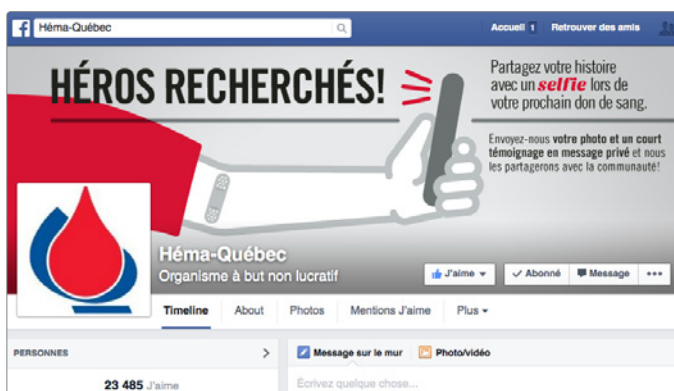 Héma-Québec
Accueil 1 Retrouver des amis
HÉROS RECHERCHÉS!
Partagez votre histoire
avec un selfie lors de
votre prochain don de sang.
Envoyez-nous votre photo et un court
témoignage en message privé et nous
les partagerons avec la communauté!
Héma-Québec
Organisme à but non lucratif
J'aime
Abonné
Message
Timeline About Photos Mentions J'aime Plus
PERSONNES
23 485 J'aime
Message sur le mur Photo/vidéo
Écrivez quelque chose...